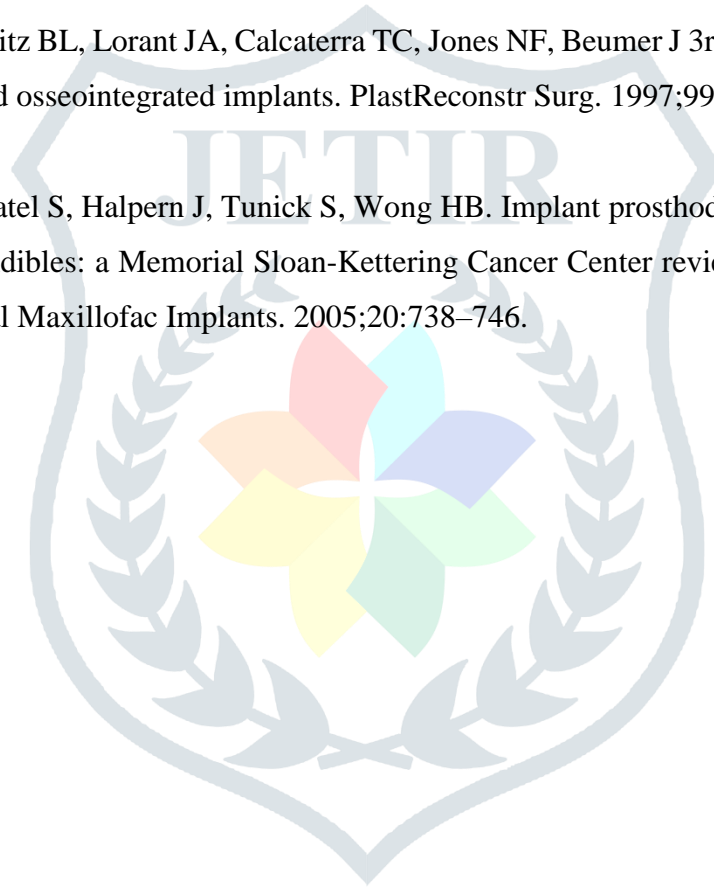 itz BL, Lorant JA, Calcaterra TC, Jones NF, Beumer J 3r
d osseointegrated implants. PlastReconstr Surg. 1997;99
JETIR
atel S, Halpern J, Tunick S, Wong HB. Implant prosthod
dibles: a Memorial Sloan-Kettering Cancer Center revie
l Maxillofac Implants. 2005;20:738–746.